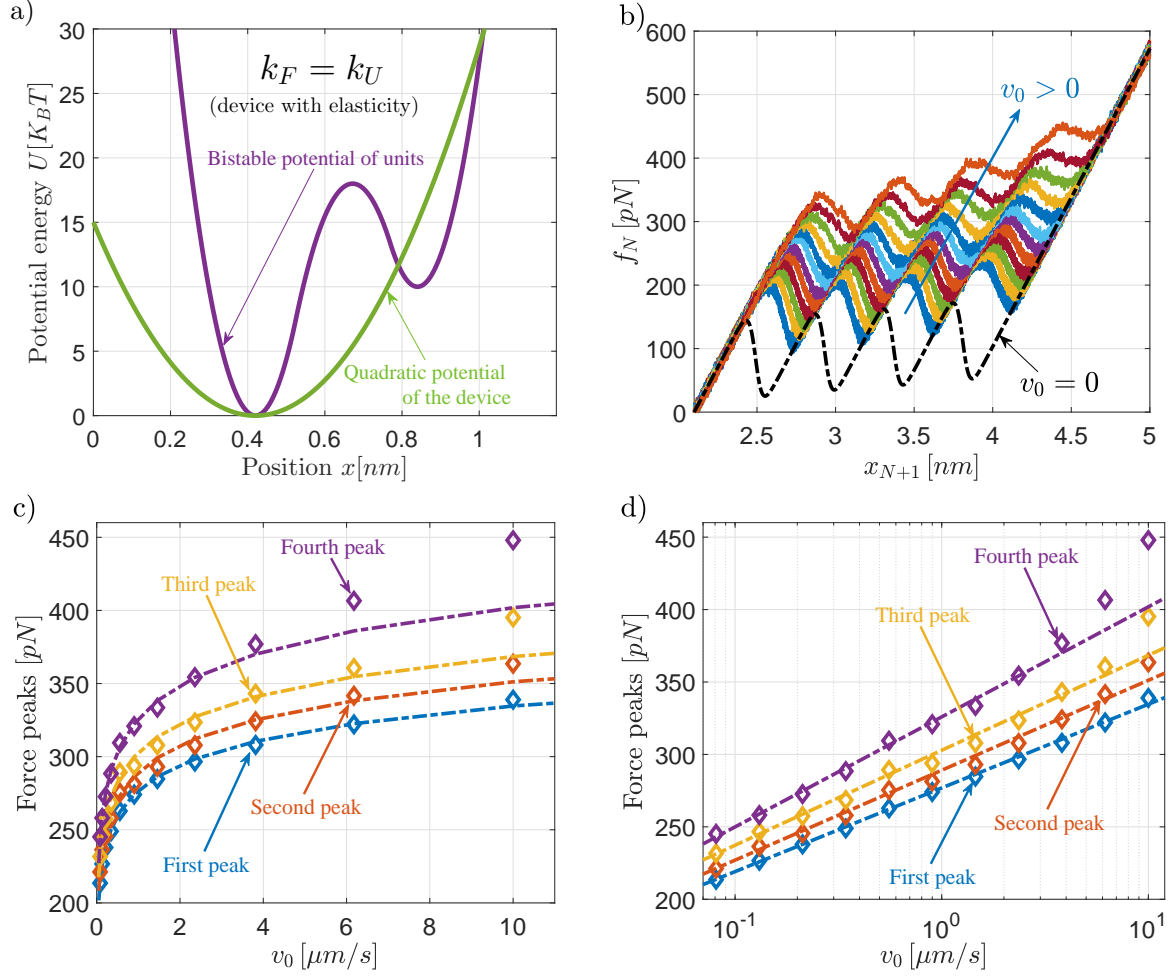 a)
30
25
20
15
10
5
0
Potential energy U[K_BT]
k_F = k_U
(device with elasticity)
Bistable potential of units
Quadratic potential
of the device
0
0.2
0.4
0.6
0.8
1
Position x[nm]
b)
600
500
400
300
200
100
0
f_N [pN]
v_0 > 0
v_0 = 0
2.5
3
3.5
4
4.5
5
x_{N+1} [nm]
c)
450
400
350
300
250
200
Force peaks [pN]
Fourth peak
Third peak
Second peak
First peak
0
2
4
6
8
10
v_0 [μm/s]
d)
450
400
350
300
250
200
Force peaks [pN]
Fourth peak
Third peak
Second peak
First peak
10^{-1}
10^0
10^1
v_0 [μm/s]